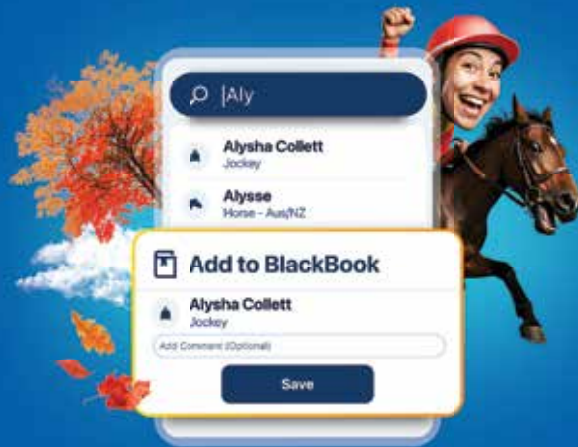 |Aly
Alysha Collett
Jockey
Alysse
Horse - Aus/NZ
Add to BlackBook
Alysha Collett
Jockey
Add Comment (Optional)
Save